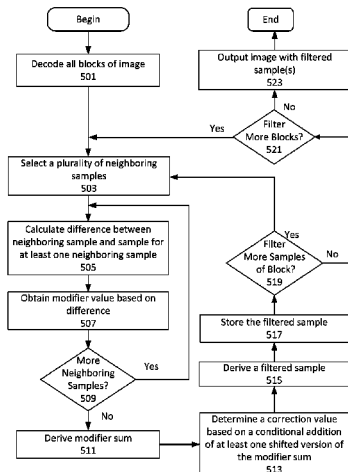 Begin
Decode all blocks of image
501
Select a plurality of neighboring
samples
503
Calculate difference between
neighboring sample and sample for
at least one neighboring sample
505
Obtain modifier value based on
difference
507
More
Neighboring
Samples?
509
Yes
No
Derive modifier sum
511
End
Output image with filtered
sample(s)
523
No
Yes
Filter
More Blocks?
521
Yes
Filter
More Samples
of Block?
519
No
Store the filtered sample
517
Derive a filtered sample
515
Determine a correction value
based on a conditional addition
of at least one shifted version of
the modifier sum
513